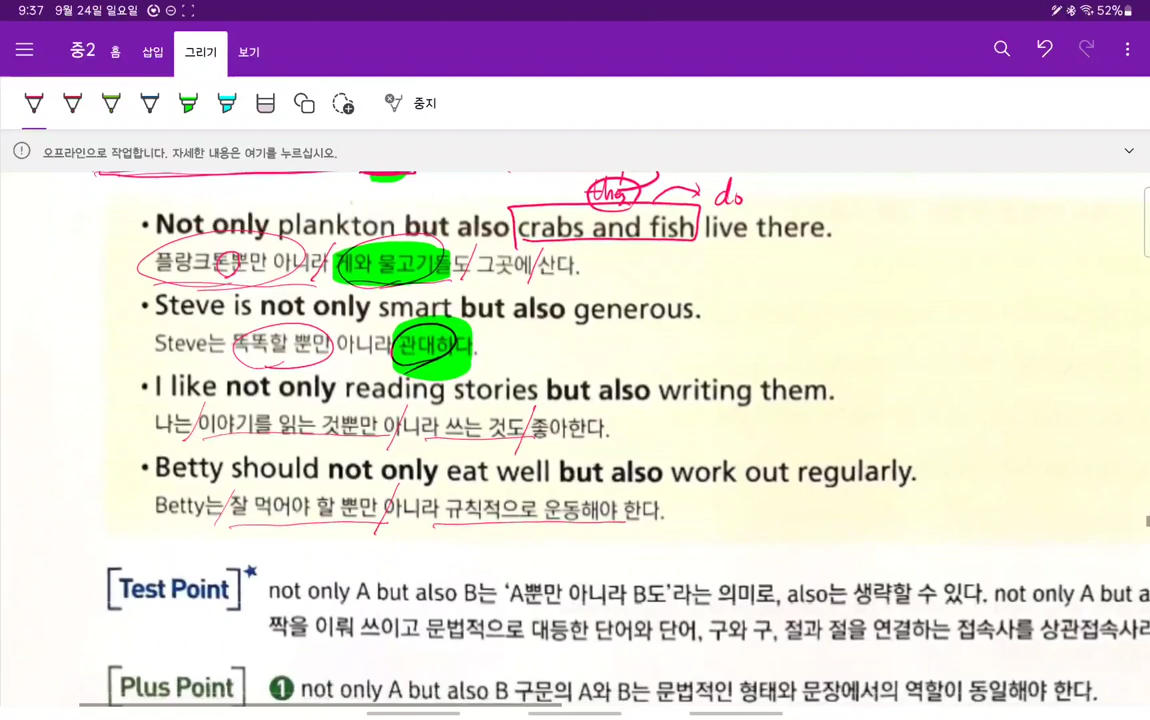 9:37 9월 24일 일요일 52%
중2 홈 삽입 그리기 보기
중지
오프라인으로 작업합니다. 자세한 내용은 여기를 누르십시오.
they do
• Not only plankton but also crabs and fish live there.
플랑크톤뿐만 아니라 게와 물고기들도 그곳에 산다.
• Steve is not only smart but also generous.
Steve는 똑똑할 뿐만 아니라 관대하다.
• I like not only reading stories but also writing them.
나는 이야기를 읽는 것뿐만 아니라 쓰는 것도 좋아한다.
• Betty should not only eat well but also work out regularly.
Betty는 잘 먹어야 할 뿐만 아니라 규칙적으로 운동해야 한다.
[Test Point]★ not only A but also B는 ‘A뿐만 아니라 B도’라는 의미로, also는 생략할 수 있다. not only A but a
짝을 이뤄 쓰이고 문법적으로 대등한 단어와 단어, 구와 구, 절과 절을 연결하는 접속사를 상관접속사라
[Plus Point] 1 not only A but also B 구문의 A와 B는 문법적인 형태와 문장에서의 역할이 동일해야 한다.